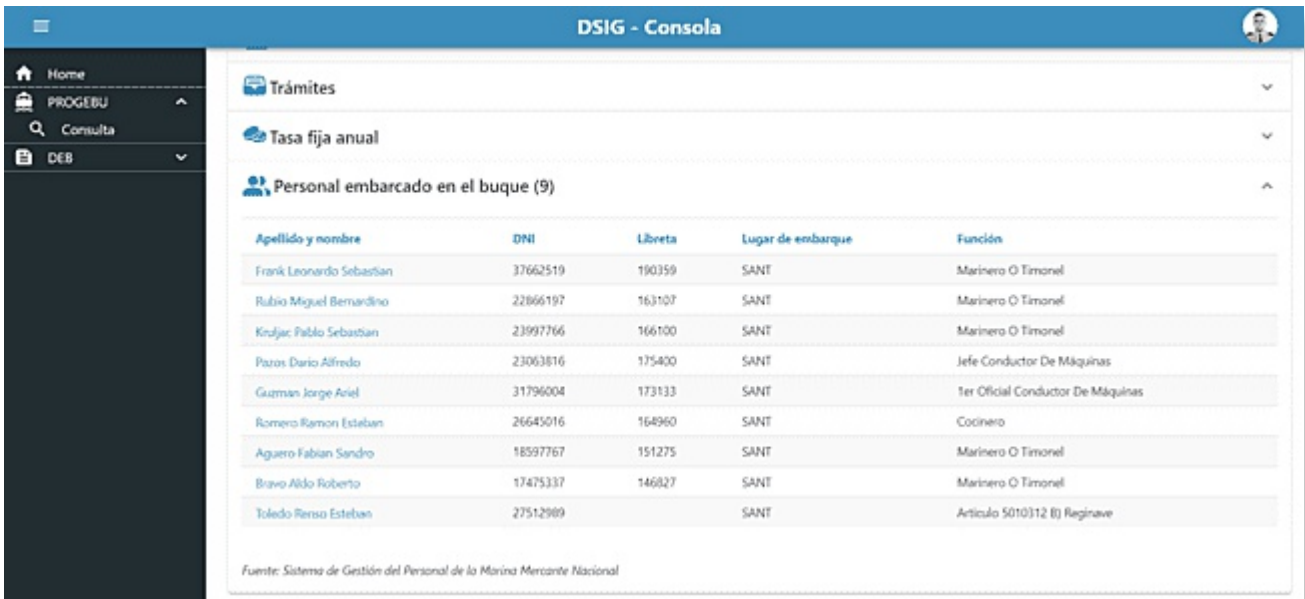 DSIG - Consola
Home
PROGEBU
Consulta
DEB
Trámites
Tasa fija anual
Personal embarcado en el buque (9)
Apellido y nombre DNI Libreta Lugar de embarque Función
Frank Leonardo Sebastian 37662519 190359 SANT Marinero O Timonel
Rubio Miguel Bernardino 22866197 163107 SANT Marinero O Timonel
Kruljac Pablo Sebastian 23997766 166100 SANT Marinero O Timonel
Pazos Dario Alfredo 23063816 175400 SANT Jefe Conductor De Máquinas
Guzman Jorge Ariel 31796004 173133 SANT 1er Oficial Conductor De Máquinas
Romero Ramon Esteban 26645016 164960 SANT Cocinero
Aguero Fabian Sandro 18597767 151275 SANT Marinero O Timonel
Bravo Aldo Roberto 17475337 146827 SANT Marinero O Timonel
Toledo Renso Esteban 27512989 SANT Articulo 5010312 B) Reginave
Fuente: Sistema de Gestión del Personal de la Marina Mercante Nacional